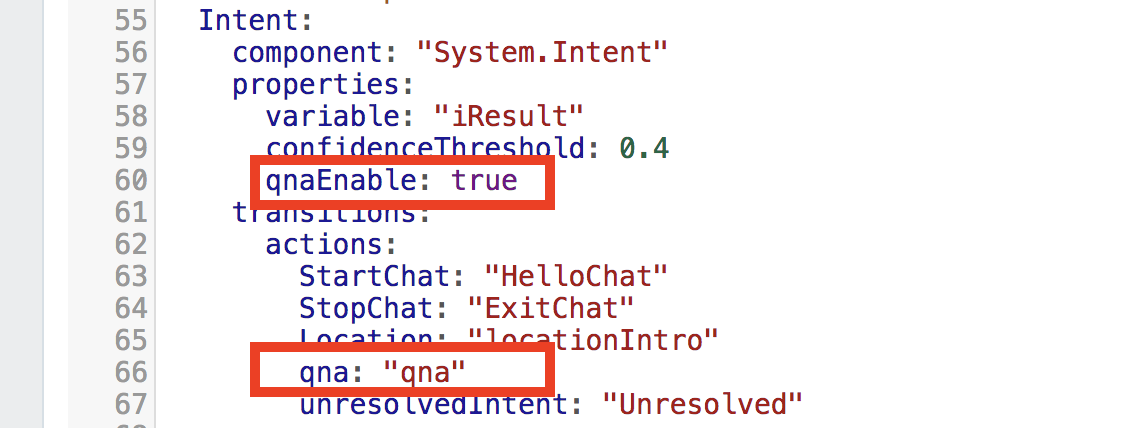 55 Intent:
56 component: "System.Intent"
57 properties:
58 variable: "iResult"
59 confidenceThreshold: 0.4
60 qnaEnable: true
61 transitions:
62 actions:
63 StartChat: "HelloChat"
64 StopChat: "ExitChat"
65 Location: "locationIntro"
66 qna: "qna"
67 unresolvedIntent: "Unresolved"